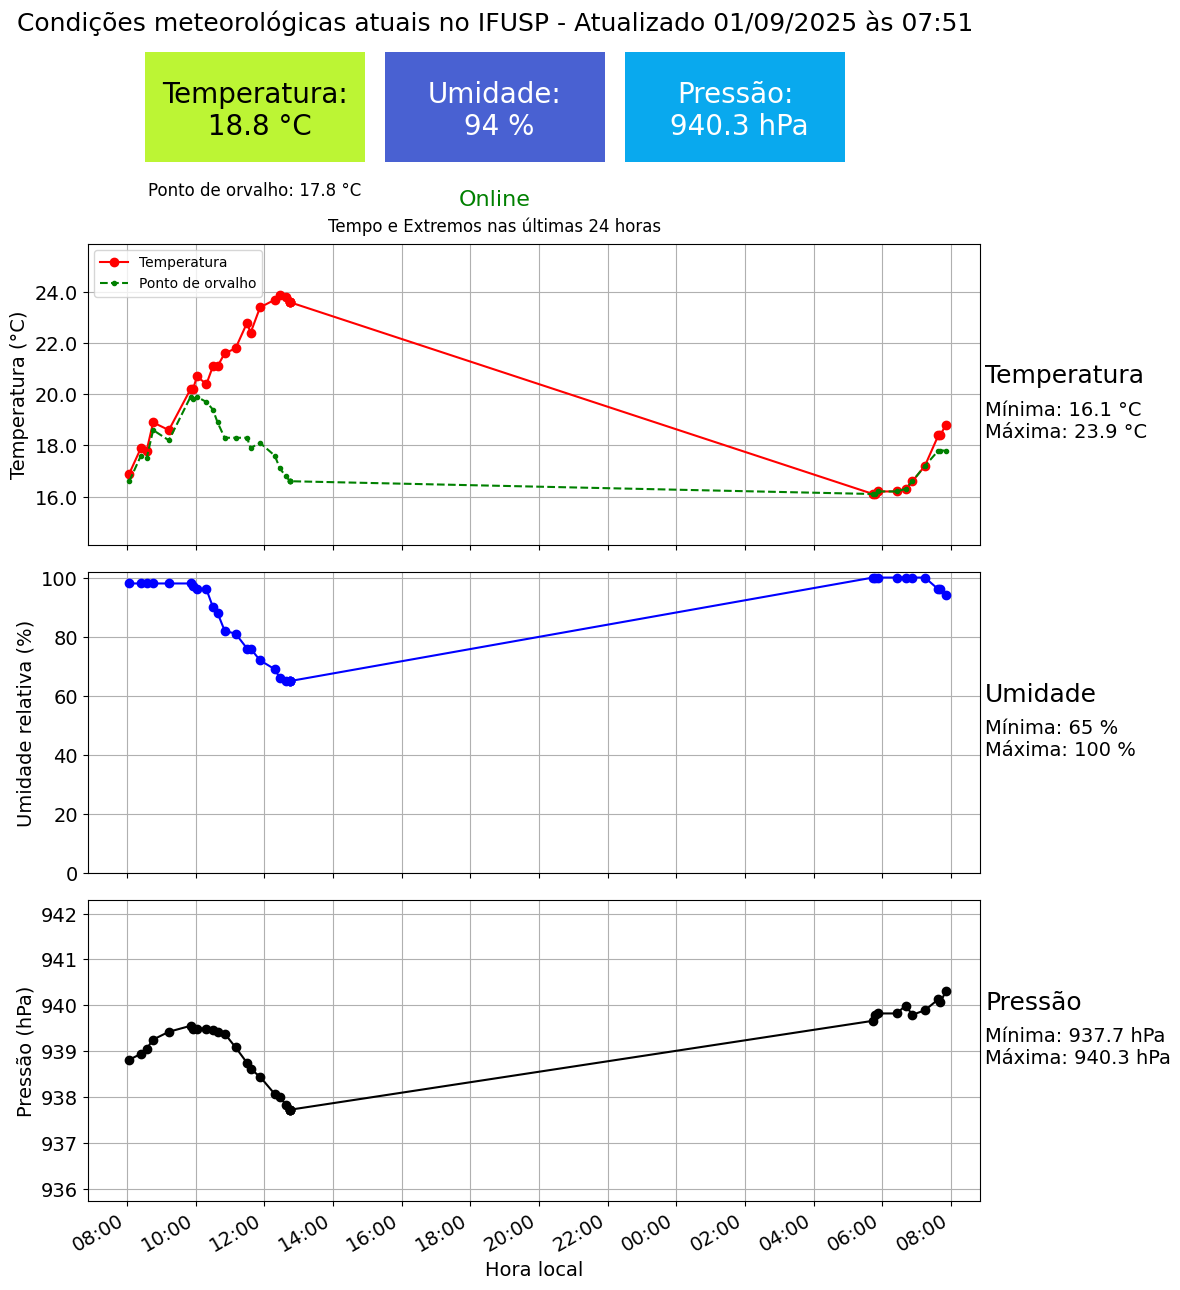 Condições meteorológicas atuais no IFUSP - Atualizado 01/09/2025 às 07:51
Temperatura:
18.8 °C
Umidade:
94 %
Pressão:
940.3 hPa
Ponto de orvalho: 17.8 °C
Online
Tempo e Extremos nas últimas 24 horas
Temperatura
Ponto de orvalho
Temperatura (°C)
24.0
22.0
20.0
18.0
16.0
Temperatura
Mínima: 16.1 °C
Máxima: 23.9 °C
Umidade relativa (%)
100
80
60
40
20
0
Umidade
Mínima: 65 %
Máxima: 100 %
Pressão (hPa)
942
941
940
939
938
937
936
Pressão
Mínima: 937.7 hPa
Máxima: 940.3 hPa
08:00
10:00
12:00
14:00
16:00
18:00
20:00
22:00
00:00
02:00
04:00
06:00
08:00
Hora local